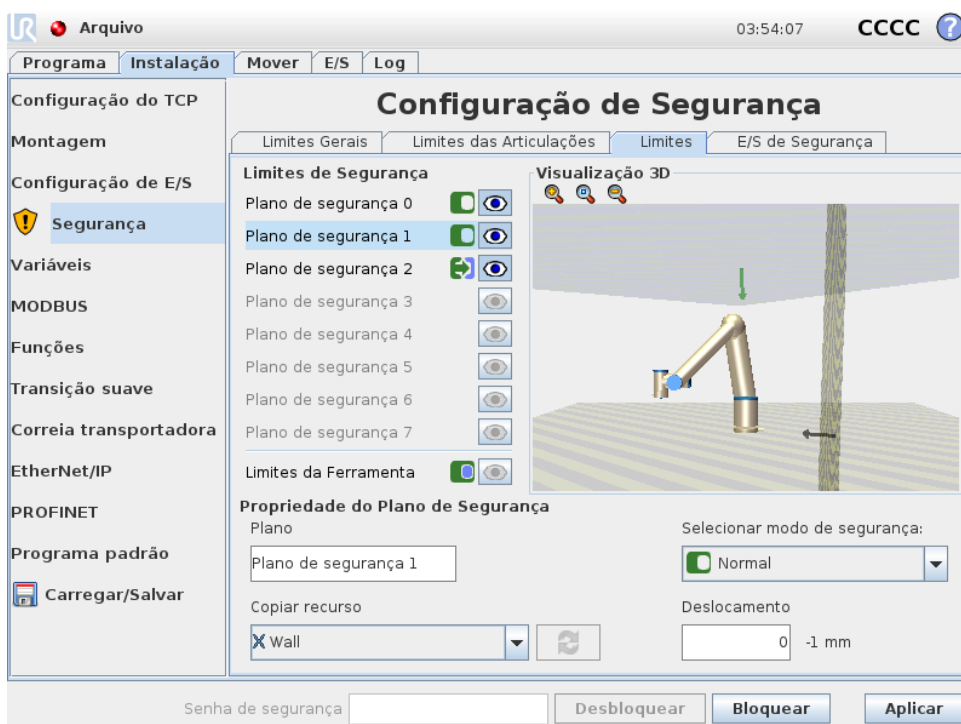 UR Arquivo 03:54:07 CCCC ?
Programa Instalação Mover E/S Log
Configuração do TCP
Montagem
Configuração de E/S
Segurança
Variáveis
MODBUS
Funções
Transição suave
Correia transportadora
EtherNet/IP
PROFINET
Programa padrão
Carregar/Salvar
Configuração de Segurança
Limites Gerais Limites das Articulações Limites E/S de Segurança
Limites de Segurança
Plano de segurança 0
Plano de segurança 1
Plano de segurança 2
Plano de segurança 3
Plano de segurança 4
Plano de segurança 5
Plano de segurança 6
Plano de segurança 7
Limites da Ferramenta
Visualização 3D
Propriedade do Plano de Segurança
Plano
Plano de segurança 1
Copiar recurso
Wall
Selecionar modo de segurança:
Normal
Deslocamento
0 -1 mm
Senha de segurança Desbloquear Bloquear Aplicar